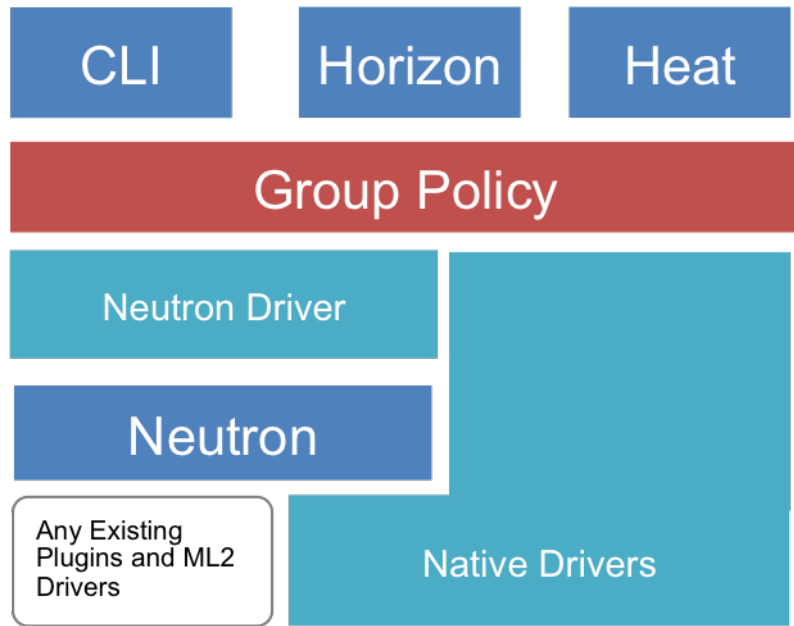 CLI
Horizon
Heat
Group Policy
Neutron Driver
Neutron
Any Existing
Plugins and ML2
Drivers
Native Drivers